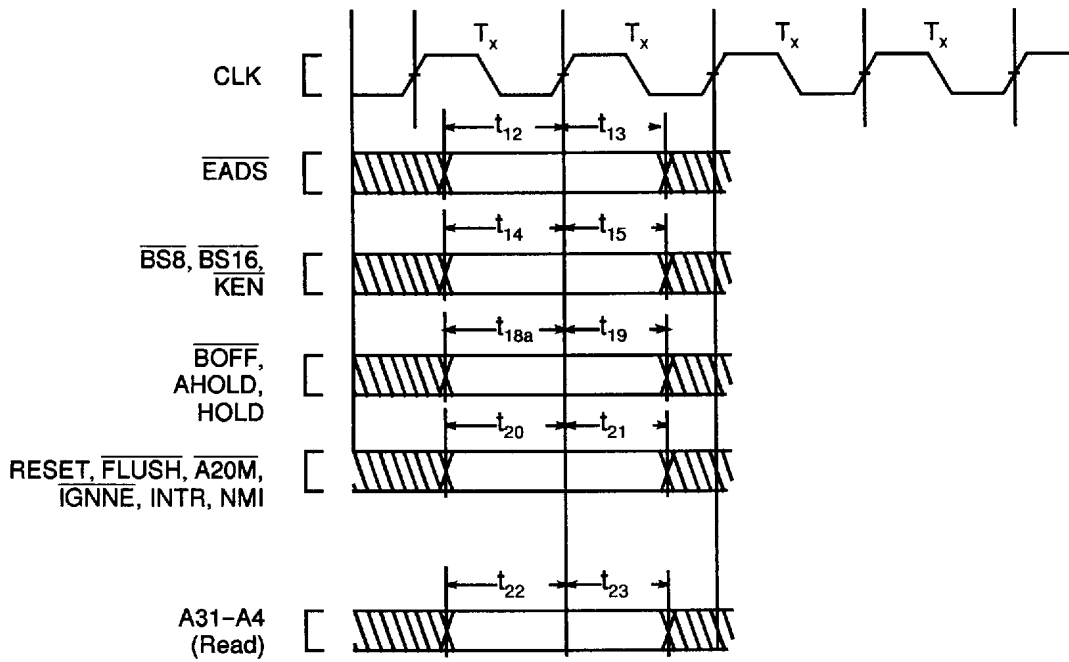 Tx Tx Tx Tx
CLK
t12 t13
EADS
t14 t15
BS8, BS16,
KEN
t18a t19
BOFF,
AHOLD,
HOLD
t20 t21
RESET, FLUSH, A20M,
IGNNE, INTR, NMI
t22 t23
A31–A4
(Read)